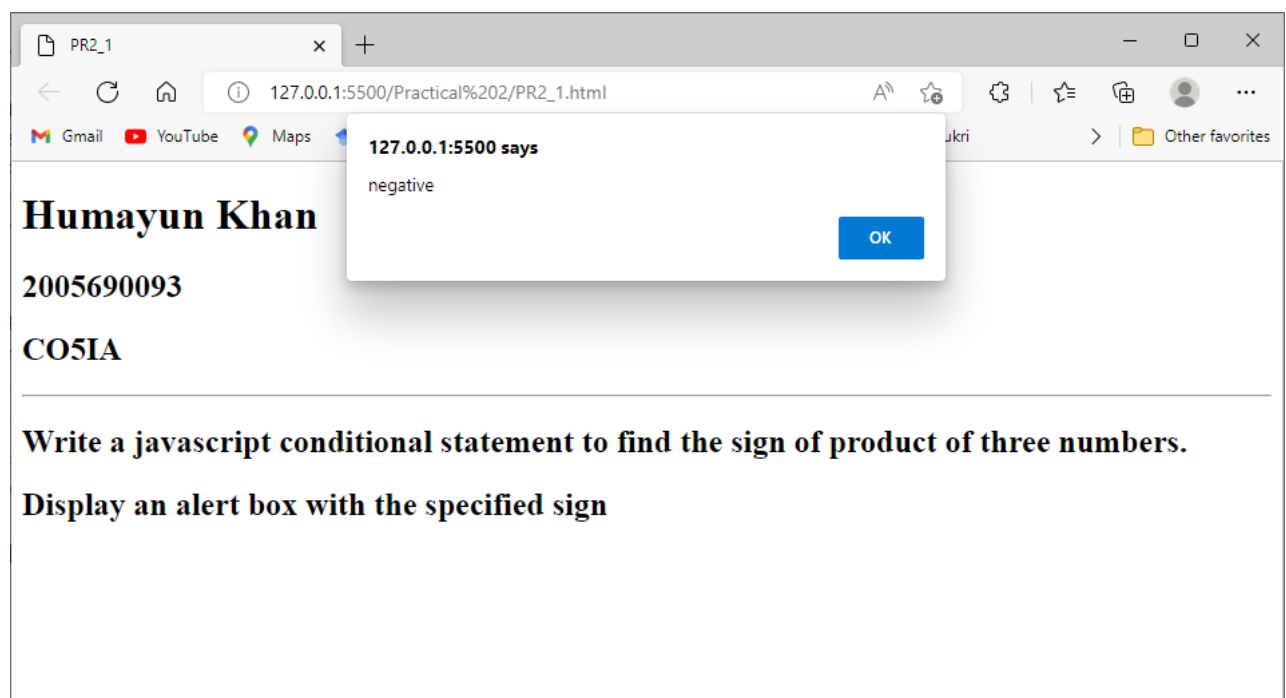 PR2_1
127.0.0.1:5500/Practical%202/PR2_1.html
Gmail YouTube Maps Other favorites
127.0.0.1:5500 says
negative
OK
Humayun Khan
2005690093
CO5IA
Write a javascript conditional statement to find the sign of product of three numbers.
Display an alert box with the specified sign